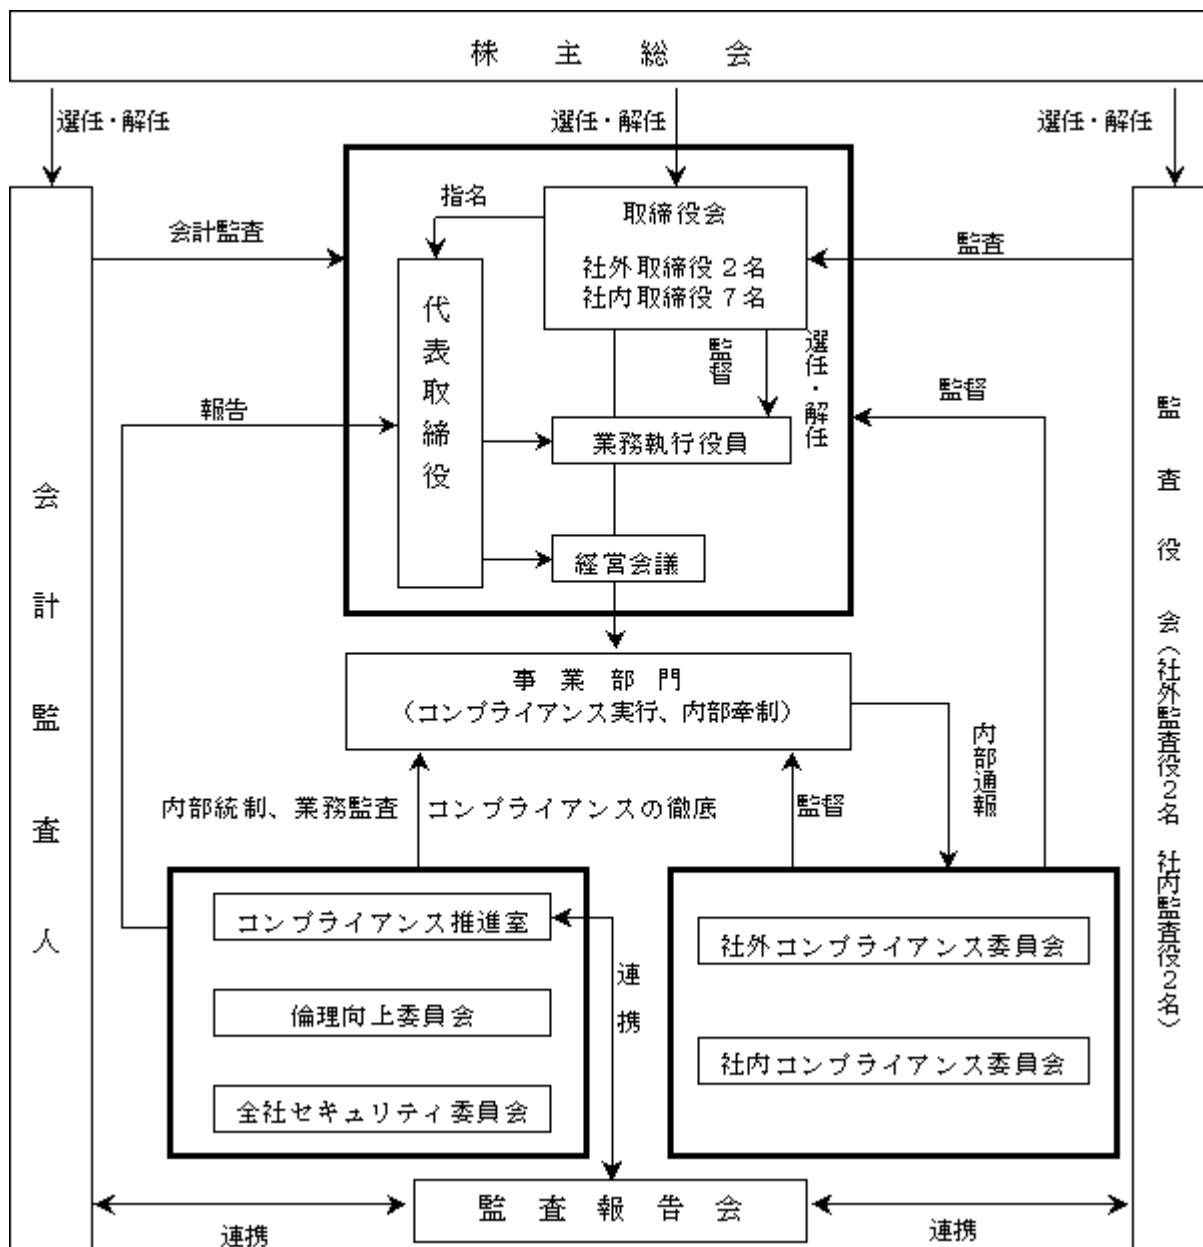 株主総会
選任・解任
選任・解任
選任・解任
指名
取締役会
社外取締役2名
社内取締役7名
会計監査
監査
代表取締役
監督
選任・解任
報告
監督
業務執行役員
経営会議
会計監査人
監査役会(社外監査役2名 社内監査役2名)
事業部門
(コンプライアンス実行、内部牽制)
内部通報
内部統制、業務監査
コンプライアンスの徹底
監督
コンプライアンス推進室
倫理向上委員会
全社セキュリティ委員会
連携
社外コンプライアンス委員会
社内コンプライアンス委員会
監査報告会
連携
連携